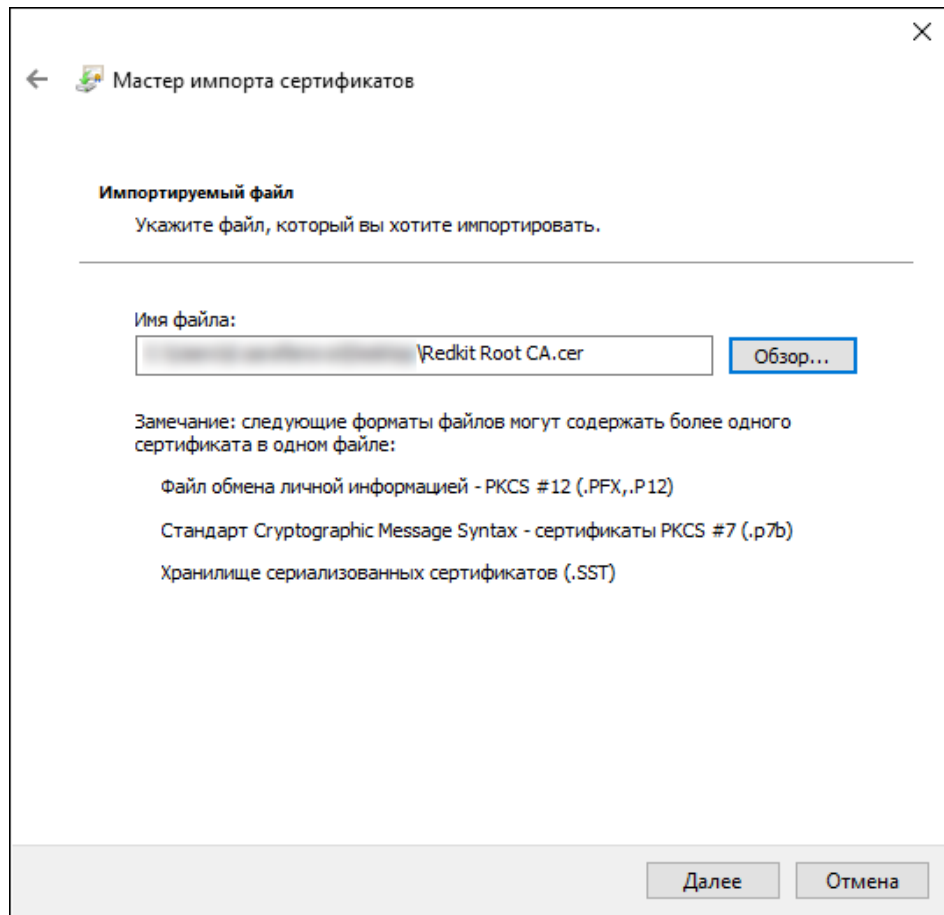 Мастер импорта сертификатов
Импортируемый файл
Укажите файл, который вы хотите импортировать.
Имя файла:
\Redkit Root CA.cer
Обзор...
Замечание: следующие форматы файлов могут содержать более одного
сертификата в одном файле:
Файл обмена личной информацией - PKCS #12 (.PFX,.P12)
Стандарт Cryptographic Message Syntax - сертификаты PKCS #7 (.p7b)
Хранилище сериализованных сертификатов (.SST)
Далее
Отмена